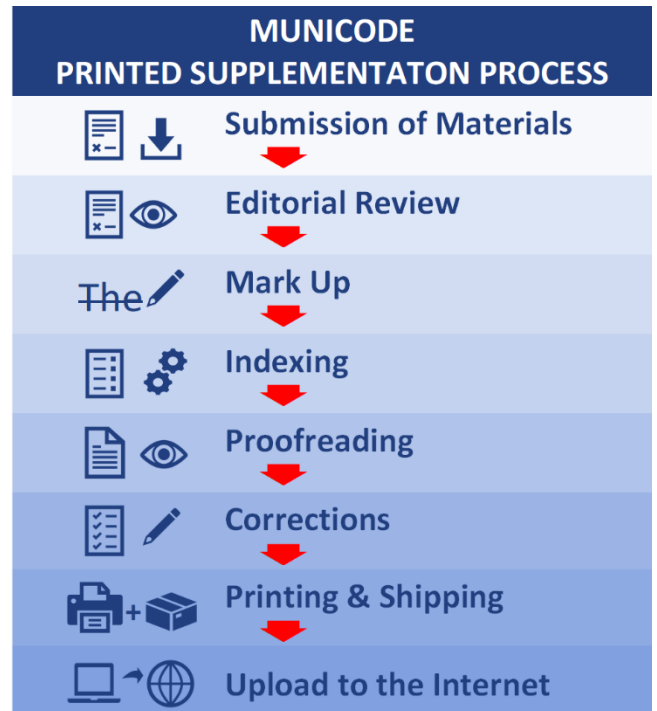 MUNICODE
PRINTED SUPPLEMENTATON PROCESS
Submission of Materials
Editorial Review
The
Mark Up
Indexing
Proofreading
Corrections
+
Printing & Shipping
Upload to the Internet